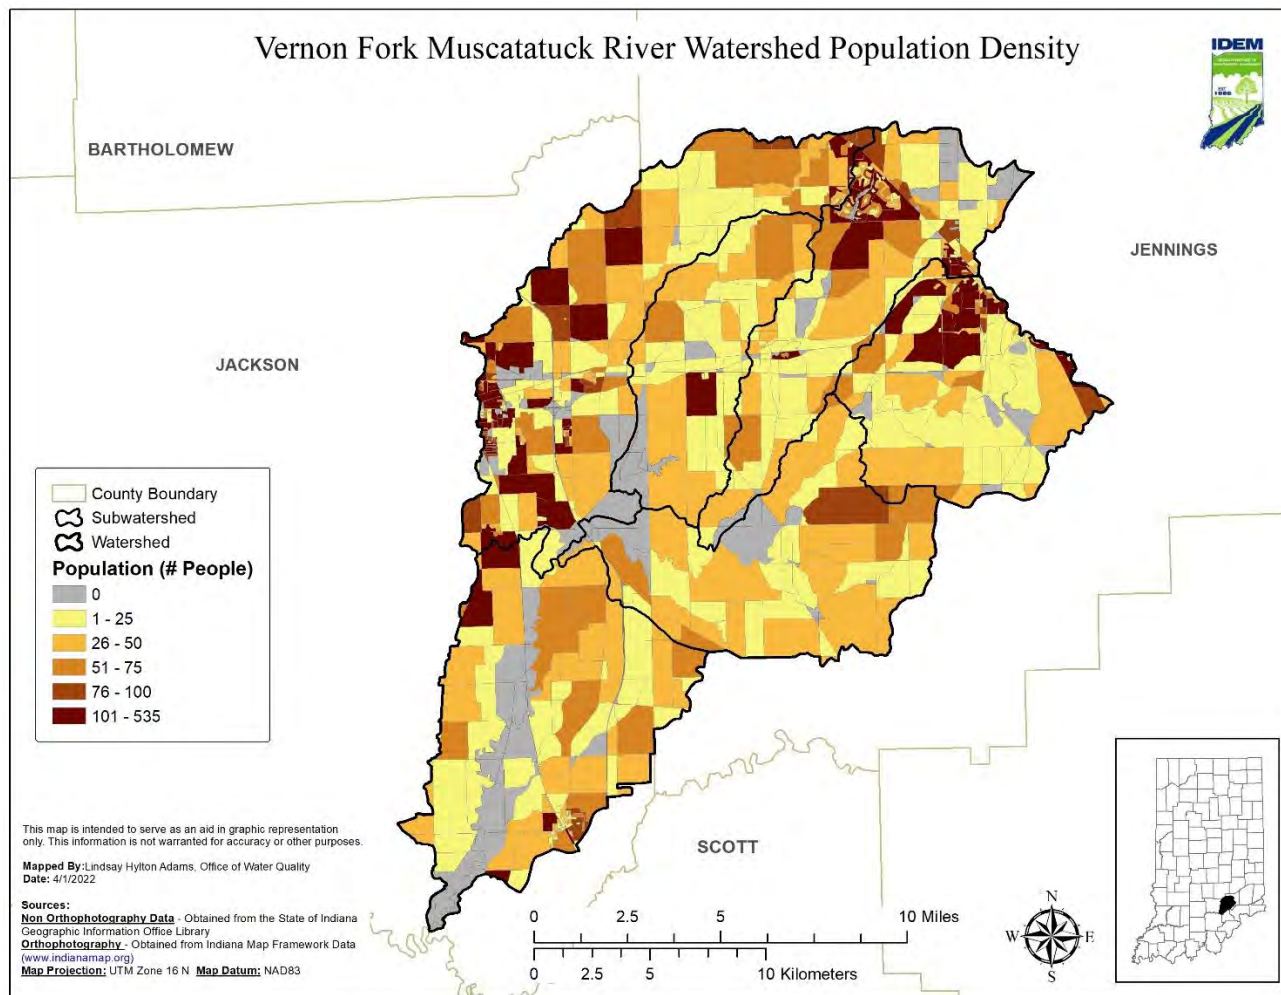 Vernon Fork Muscatatuck River Watershed Population Density
IDEM
BARTHOLOMEW
JENNINGS
JACKSON
County Boundary
Subwatershed
Watershed
Population (# People)
0
1 - 25
26 - 50
51 - 75
76 - 100
101 - 535
SCOTT
This map is intended to serve as an aid in graphic representation
only. This information is not warranted for accuracy or other purposes.
Mapped By:Lindsay Hylton Adams, Office of Water Quality
Date: 4/1/2022
Sources:
Non Orthophotography Data - Obtained from the State of Indiana
Geographic Information Office Library
Orthophotography - Obtained from Indiana Map Framework Data
(www.indianamap.org)
Map Projection: UTM Zone 16 N Map Datum: NAD83
0 2.5 5 10 Miles
0 2.5 5 10 Kilometers
N
W E
S